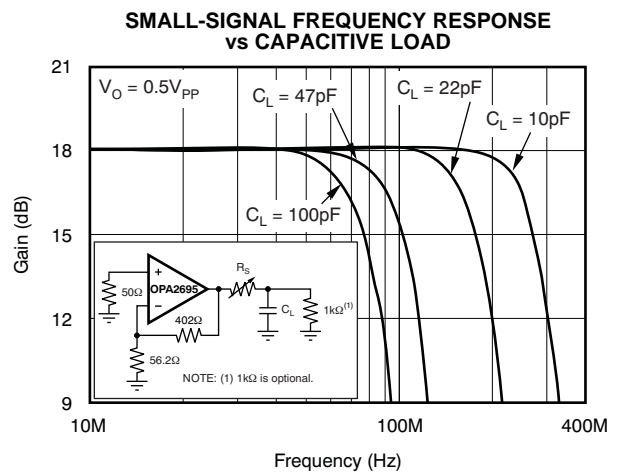 SMALL-SIGNAL FREQUENCY RESPONSE
vs CAPACITIVE LOAD
21
18
15
12
9
Gain (dB)
V_O = 0.5V_PP
C_L = 47pF
C_L = 22pF
C_L = 10pF
C_L = 100pF
50Ω
+
–
OPA2695
R_S
C_L
1kΩ(1)
402Ω
56.2Ω
NOTE: (1) 1kΩ is optional.
10M
100M
400M
Frequency (Hz)